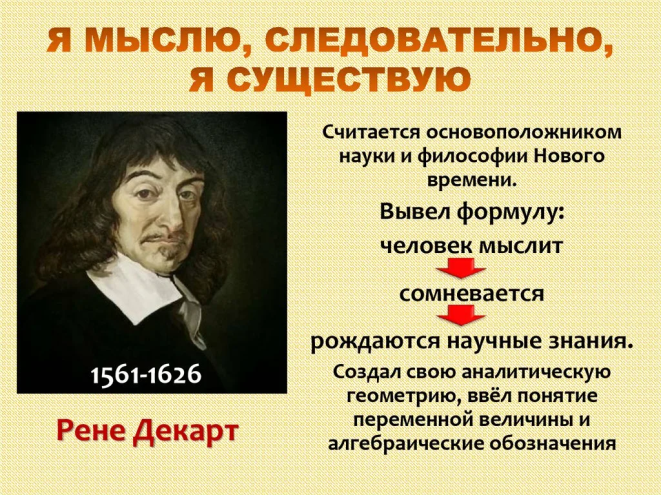 Я МЫСЛЮ, СЛЕДОВАТЕЛЬНО,
Я СУЩЕСТВУЮ
1561-1626
Рене Декарт
Считается основоположником
науки и философии Нового
времени.
Вывел формулу:
человек мыслит
сомневается
рождаются научные знания.
Создал свою аналитическую
геометрию, ввёл понятие
переменной величины и
алгебраические обозначения